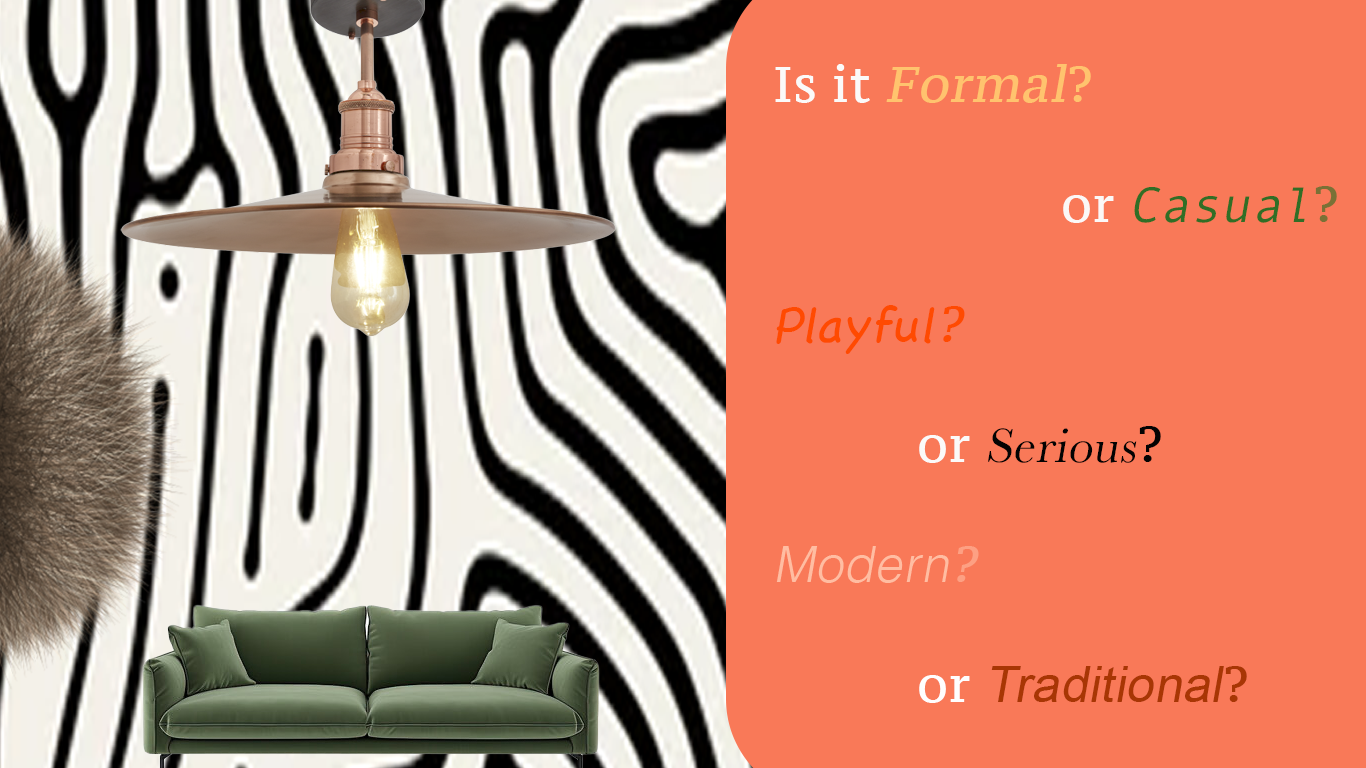 Is it Formal?
or Casual?
Playful?
or Serious?
Modern?
or Traditional?